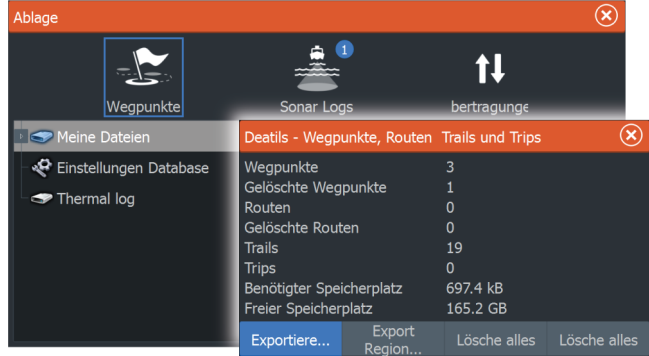 Ablage
1
Wegpunkte
Sonar Logs
bertragunge
Meine Dateien
Einstellungen Database
Thermal log
Deatils - Wegpunkte, Routen Trails und Trips
Wegpunkte 3
Gelöschte Wegpunkte 1
Routen 0
Gelöschte Routen 0
Trails 19
Trips 0
Benötigter Speicherplatz 697.4 kB
Freier Speicherplatz 165.2 GB
Exportiere...
Export
Region...
Lösche alles
Lösche alles